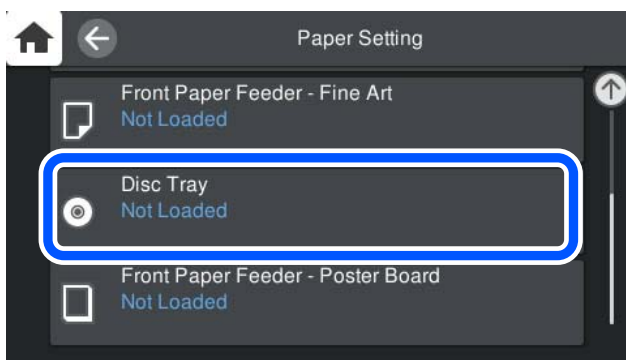 Paper Setting
Front Paper Feeder - Fine Art
Not Loaded
Disc Tray
Not Loaded
Front Paper Feeder - Poster Board
Not Loaded